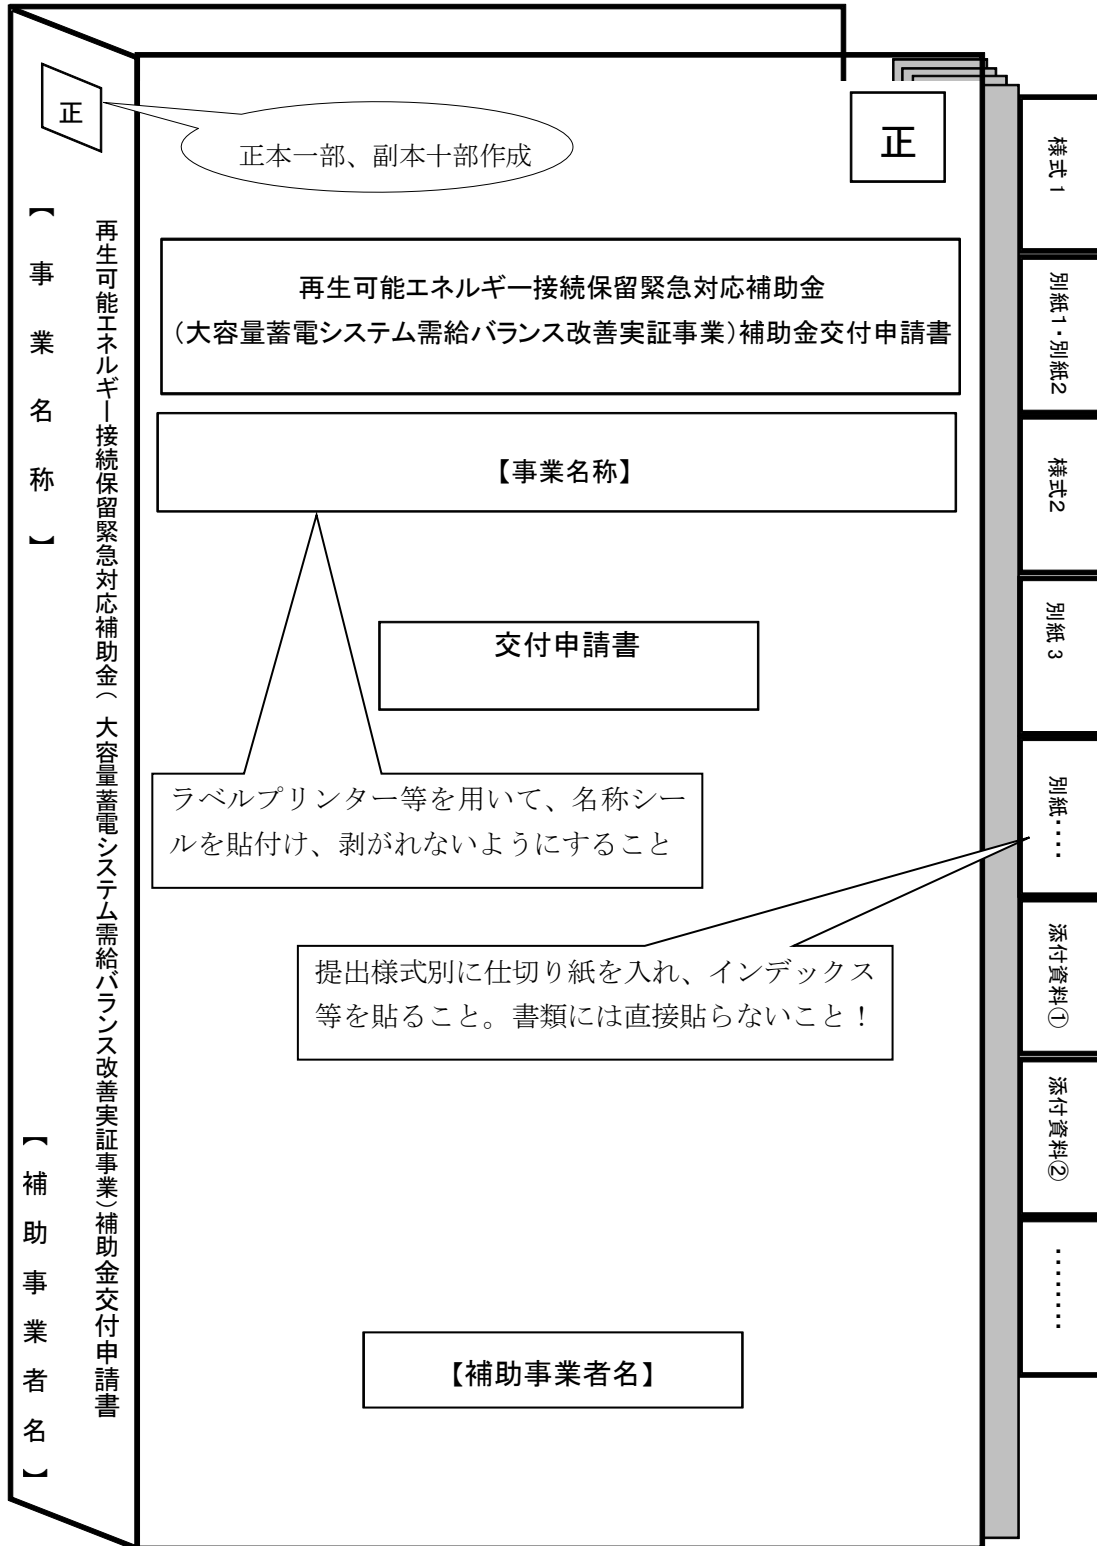 正
【事業名称】
再生可能エネルギー接続保留緊急対応補助金(大容量蓄電システム需給バランス改善実証事業)補助金交付申請書
【補助事業者名】
正本一部、副本十部作成
正
再生可能エネルギー接続保留緊急対応補助金
(大容量蓄電システム需給バランス改善実証事業)補助金交付申請書
【事業名称】
交付申請書
ラベルプリンター等を用いて、名称シー
ルを貼付け、剥がれないようにすること
提出様式別に仕切り紙を入れ、インデックス
等を貼ること。書類には直接貼らないこと!
【補助事業者名】
様式1
別紙1・別紙2
様式2
別紙3
別紙・・・・
添付資料①
添付資料②
・・・・・・・・